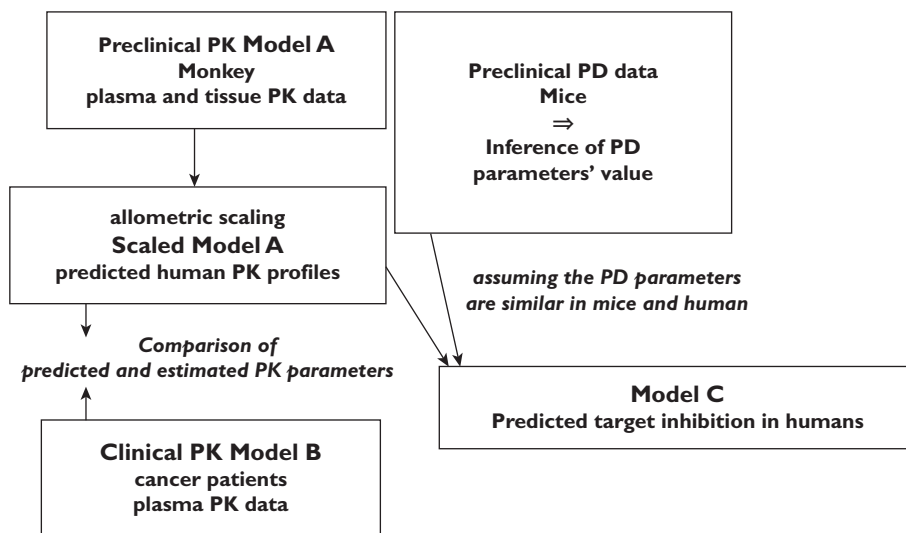 Preclinical PK Model A
Monkey
plasma and tissue PK data
Preclinical PD data
Mice
⇒
Inference of PD
parameters' value
allometric scaling
Scaled Model A
predicted human PK profiles
assuming the PD parameters
are similar in mice and human
Comparison of
predicted and estimated PK parameters
Model C
Predicted target inhibition in humans
Clinical PK Model B
cancer patients
plasma PK data